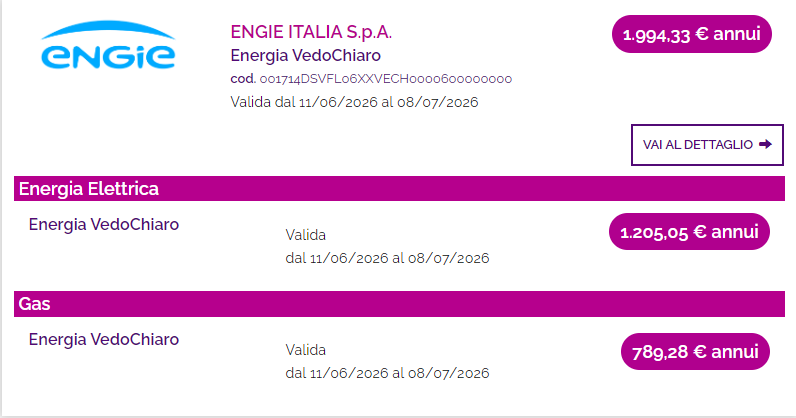 ENGIE
ENGIE ITALIA S.p.A.
1.994,33 € annui
Energia VedoChiaro
cod. 001714DSVFL06XXVECH0000600000000
Valida dal 11/06/2026 al 08/07/2026
VAI AL DETTAGLIO
Energia Elettrica
Energia VedoChiaro
Valida
dal 11/06/2026 al 08/07/2026
1.205,05 € annui
Gas
Energia VedoChiaro
Valida
dal 11/06/2026 al 08/07/2026
789,28 € annui